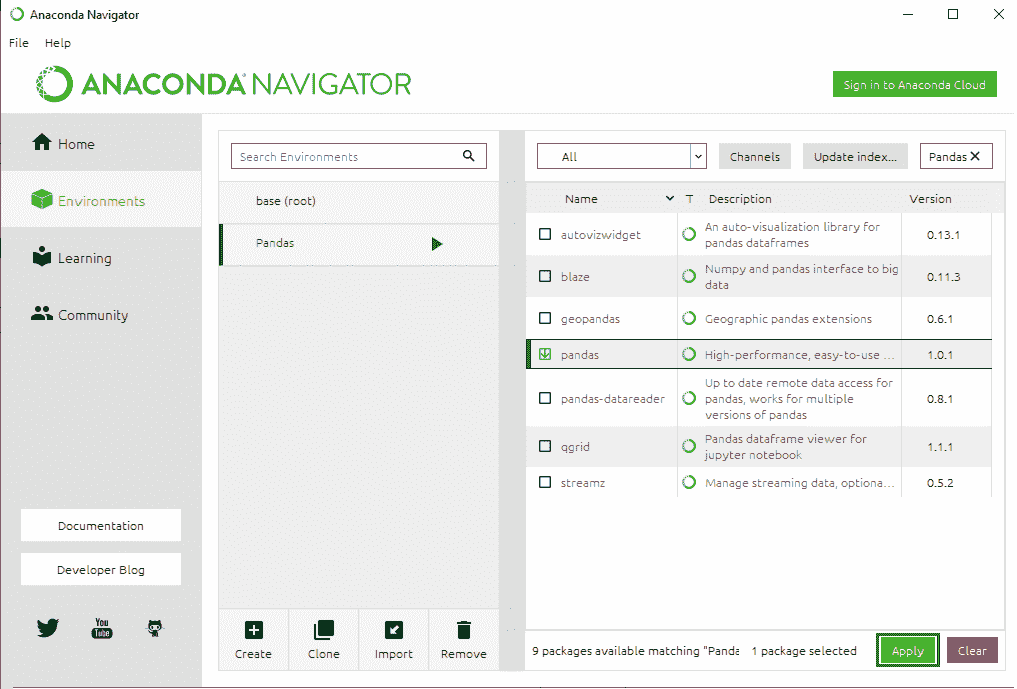 Anaconda Navigator
File Help
ANACONDA NAVIGATOR
Sign in to Anaconda Cloud
Home
Environments
Learning
Community
Documentation
Developer Blog
You
Tube
Search Environments
base (root)
Pandas
Create Clone Import Remove
All Channels Update index... Pandas X
Name T Description Version
autovizwidget An auto-visualization library for
pandas dataframes 0.13.1
blaze Numpy and pandas interface to big
data 0.11.3
geopandas Geographic pandas extensions 0.6.1
pandas High-performance, easy-to-use ... 1.0.1
pandas-datareader Up to date remote data access for
pandas, works for multiple
versions of pandas 0.8.1
qgrid Pandas dataframe viewer for
jupyter notebook 1.1.1
streamz Manage streaming data, optiona... 0.5.2
9 packages available matching "Panda 1 package selected Apply Clear